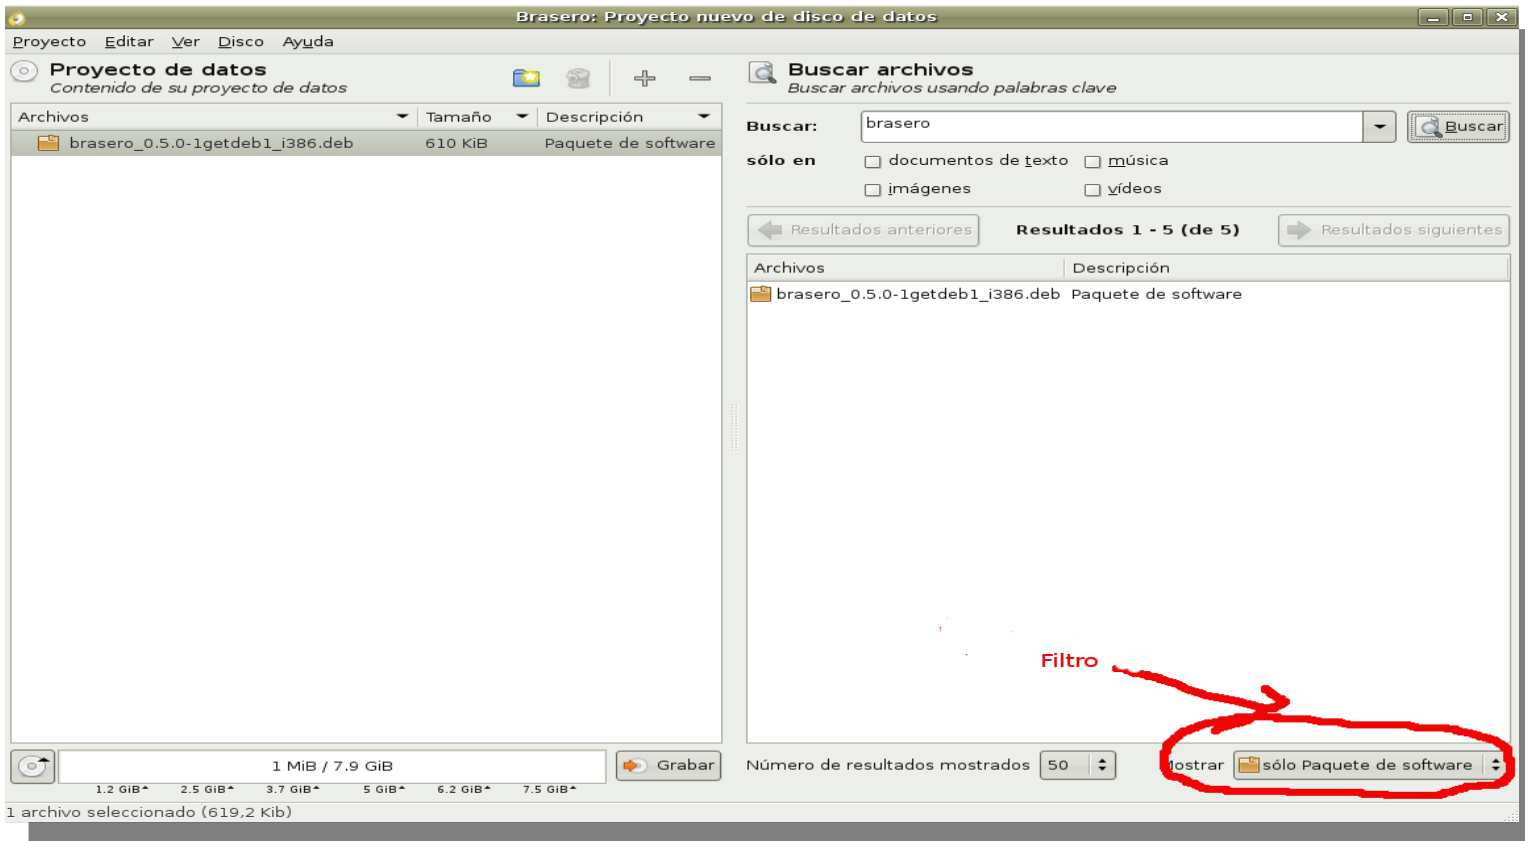 Brasero: Proyecto nuevo de disco de datos
Proyecto Editar Ver Disco Ayuda
Proyecto de datos
Contenido de su proyecto de datos
Archivos Tamaño Descripción
brasero_0.5.0-1getdeb1_i386.deb 610 KiB Paquete de software
1 MiB / 7.9 GiB
Grabar
1.2 GiB 2.5 GiB 3.7 GiB 5 GiB 6.2 GiB 7.5 GiB
Buscar archivos
Buscar archivos usando palabras clave
Buscar: brasero Buscar
sólo en documentos de texto música
imágenes vídeos
Resultados anteriores Resultados 1 - 5 (de 5) Resultados siguientes
Archivos Descripción
brasero_0.5.0-1getdeb1_i386.deb Paquete de software
Filtro
Número de resultados mostrados 50 Mostrar sólo Paquete de software
1 archivo seleccionado (619,2 Kib)